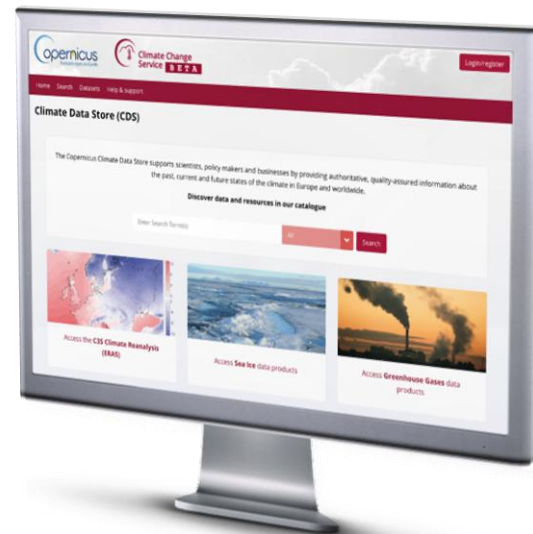 Copernicus
Climate Change
Service BETA
Login/register
Home Search Datasets Help & support
Climate Data Store (CDS)
The Copernicus Climate Data Store supports scientists, policy makers and businesses by providing authoritative, quality-assured information about
the past, current and future states of the climate in Europe and worldwide.
Discover data and resources in our catalogue
Enter Search Term(s)
All
Search
Access the C3S Climate Reanalysis
(ERA5)
Access Sea Ice data products
Access Greenhouse Gases data
products